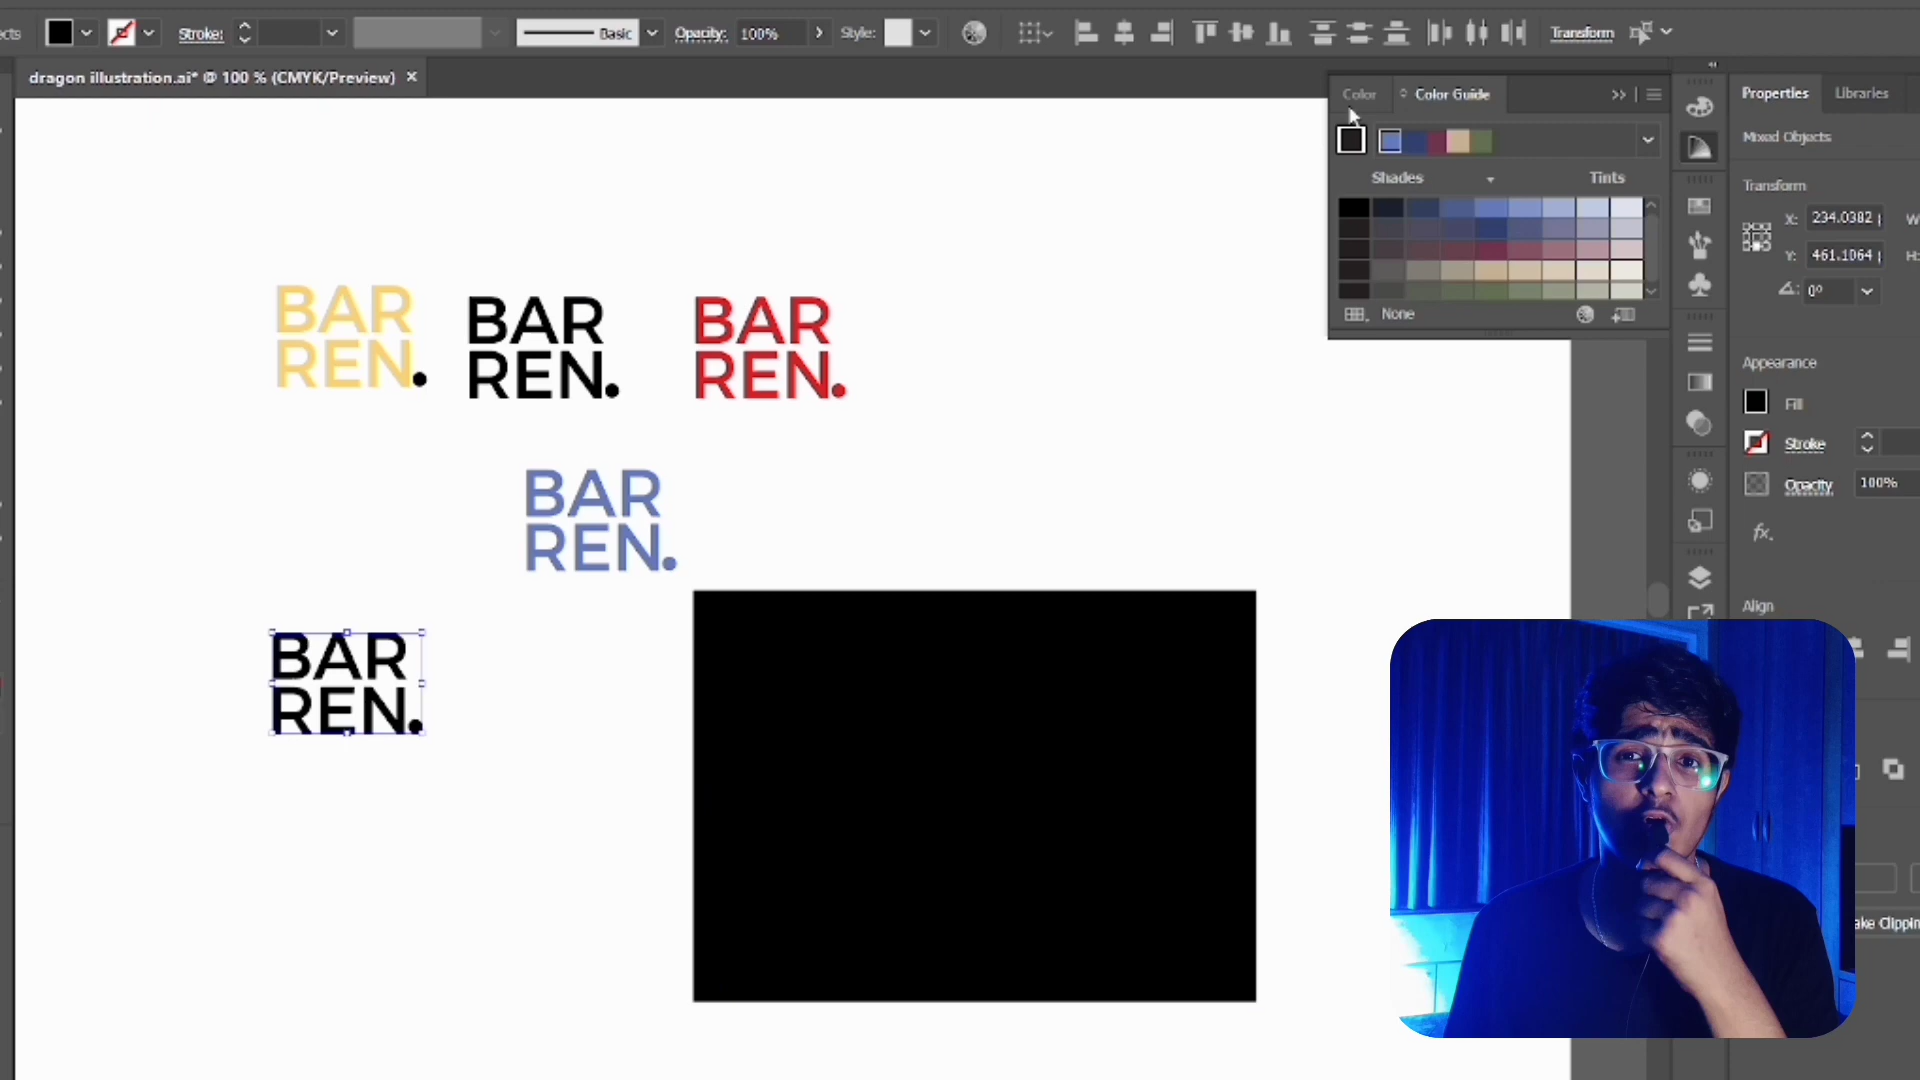 Stroke:
Basic
Opacity:
100%
Style:
Transform
dragon illustration.ai* @ 100 % (CMYK/Preview)
Color
Color Guide
Properties
Libraries
Mixed Objects
Shades
Tints
Transform
X:
234.0382
Y:
461.1064
H:
0°
None
BAR
REN.
BAR
REN.
BAR
REN.
Appearance
Fill
Stroke
Opacity
100%
fx.
BAR
REN.
Align
BAR
REN.